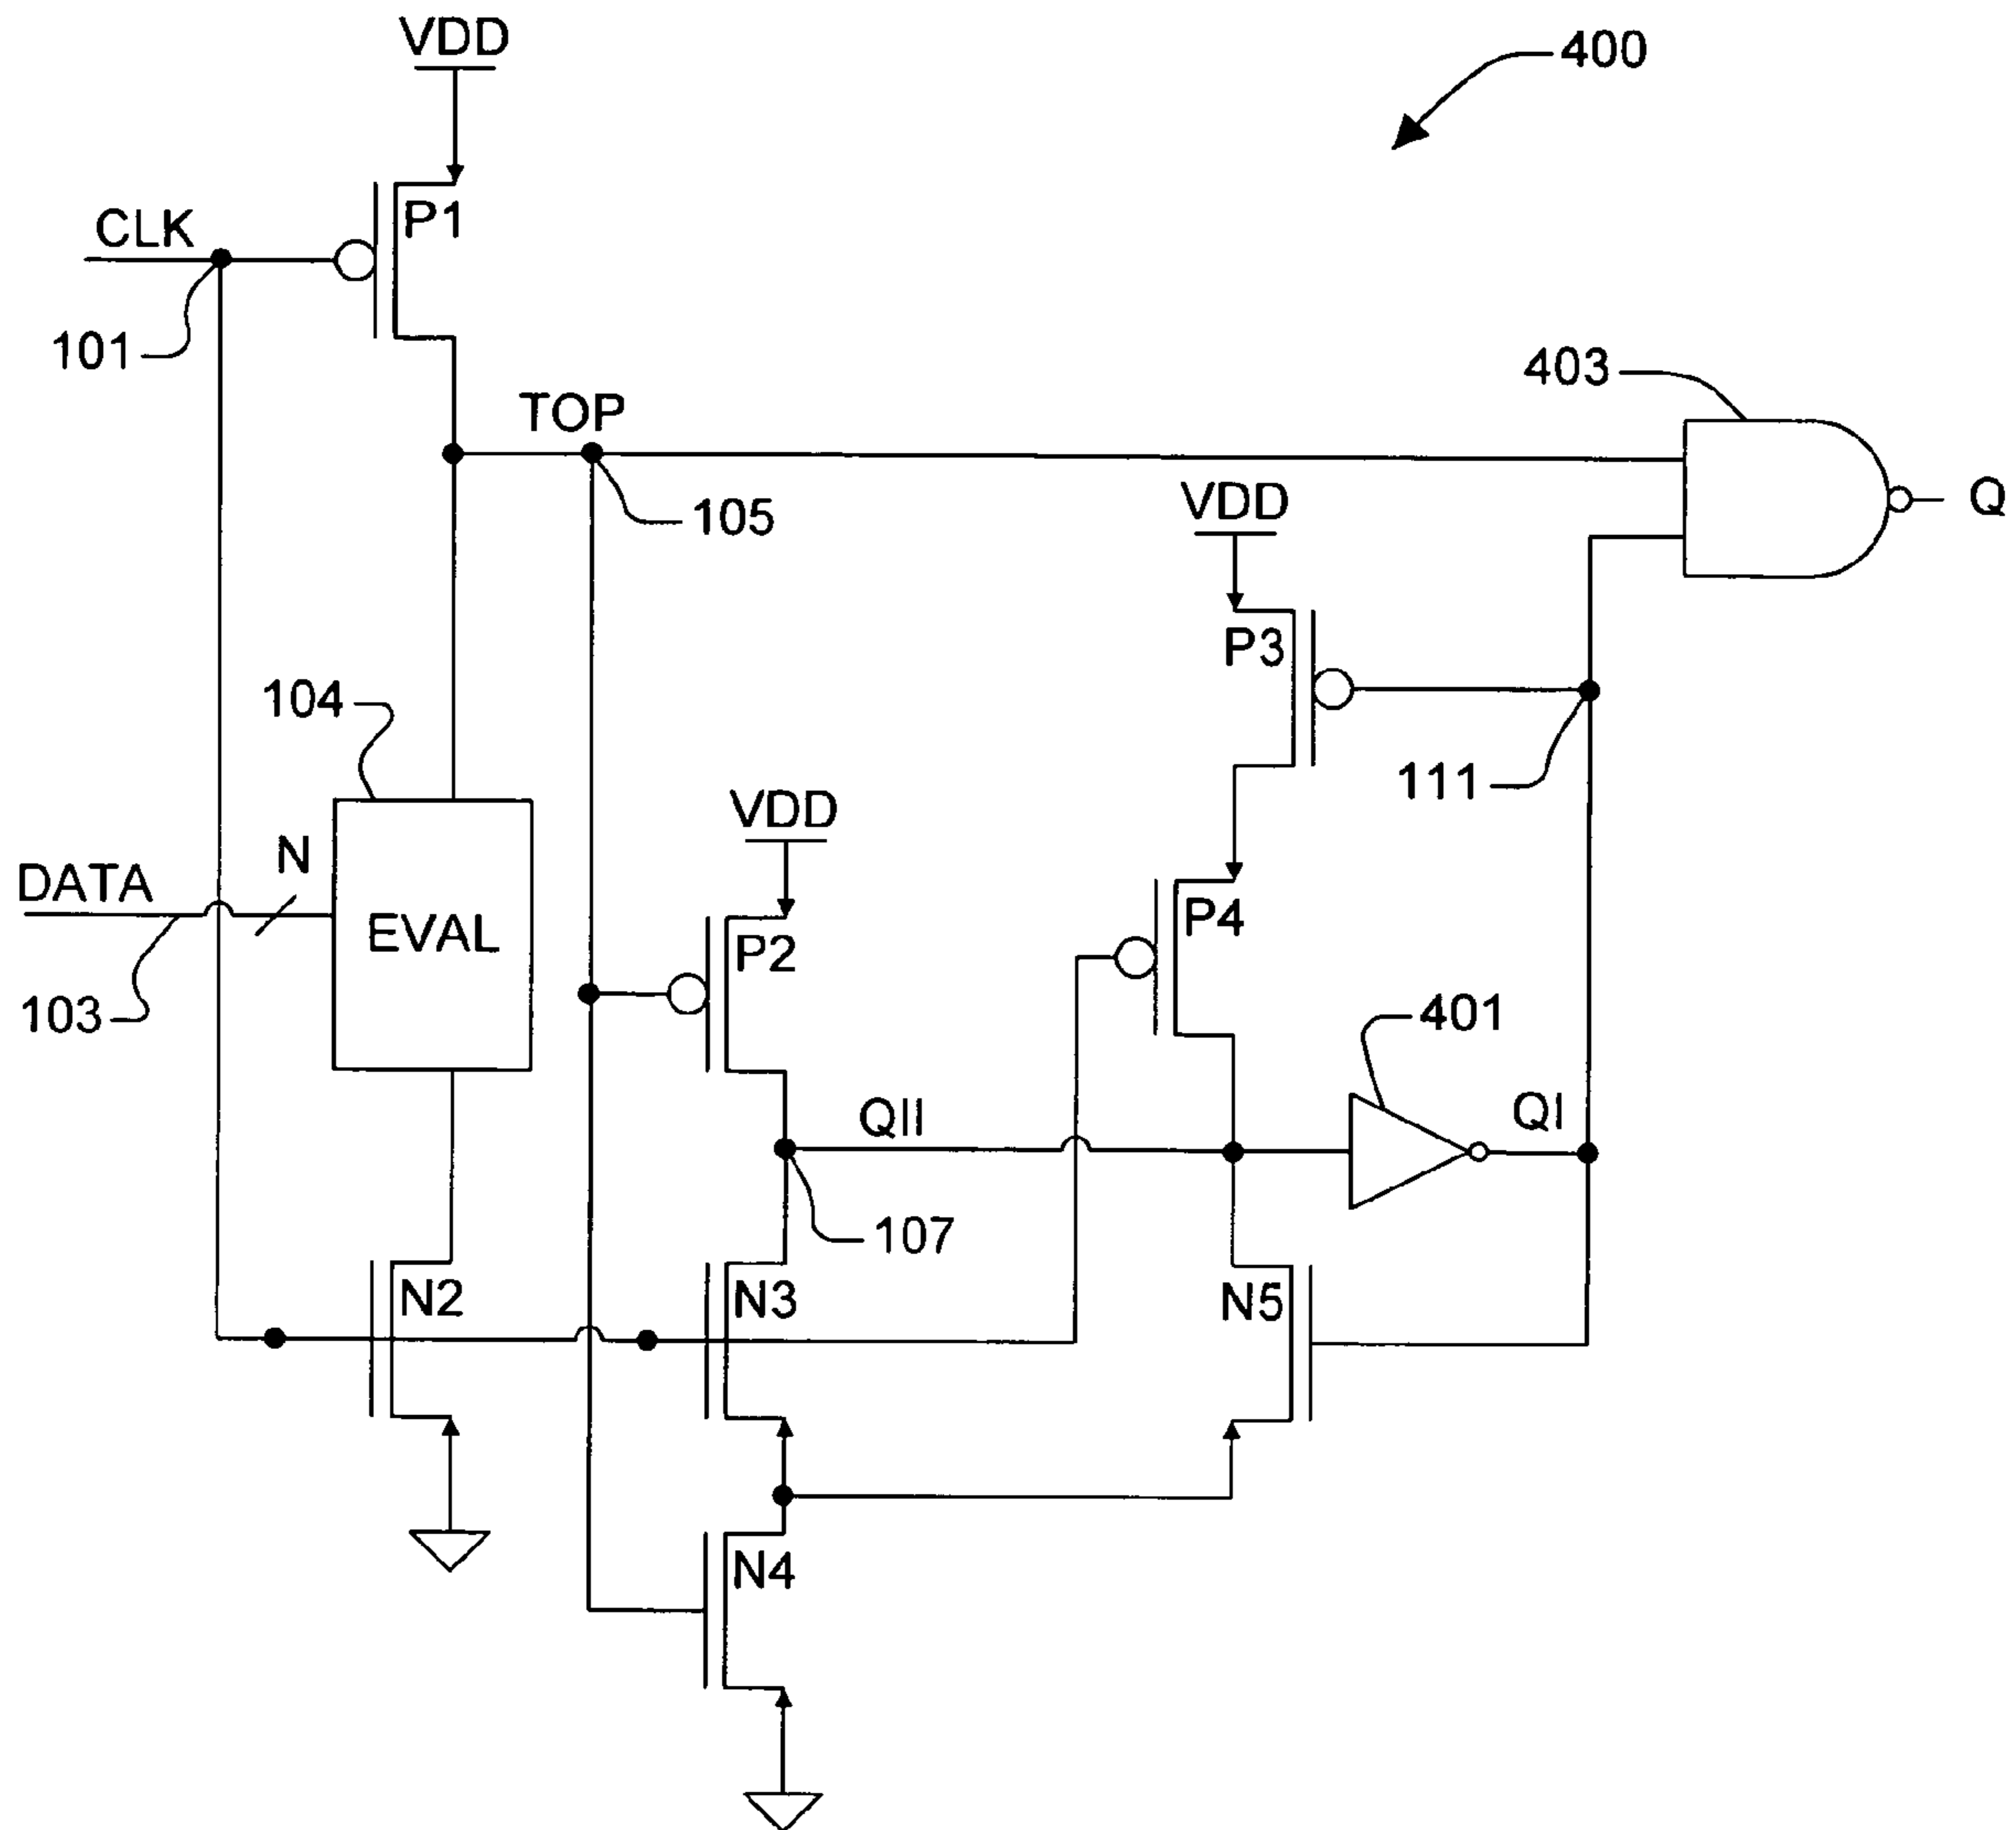 VDD
400
CLK
P1
101
TOP
403
105
VDD
Q
P3
104
111
VDD
N
DATA
P4
EVAL
P2
103
401
QII
QI
107
N2
N3
N5
N4